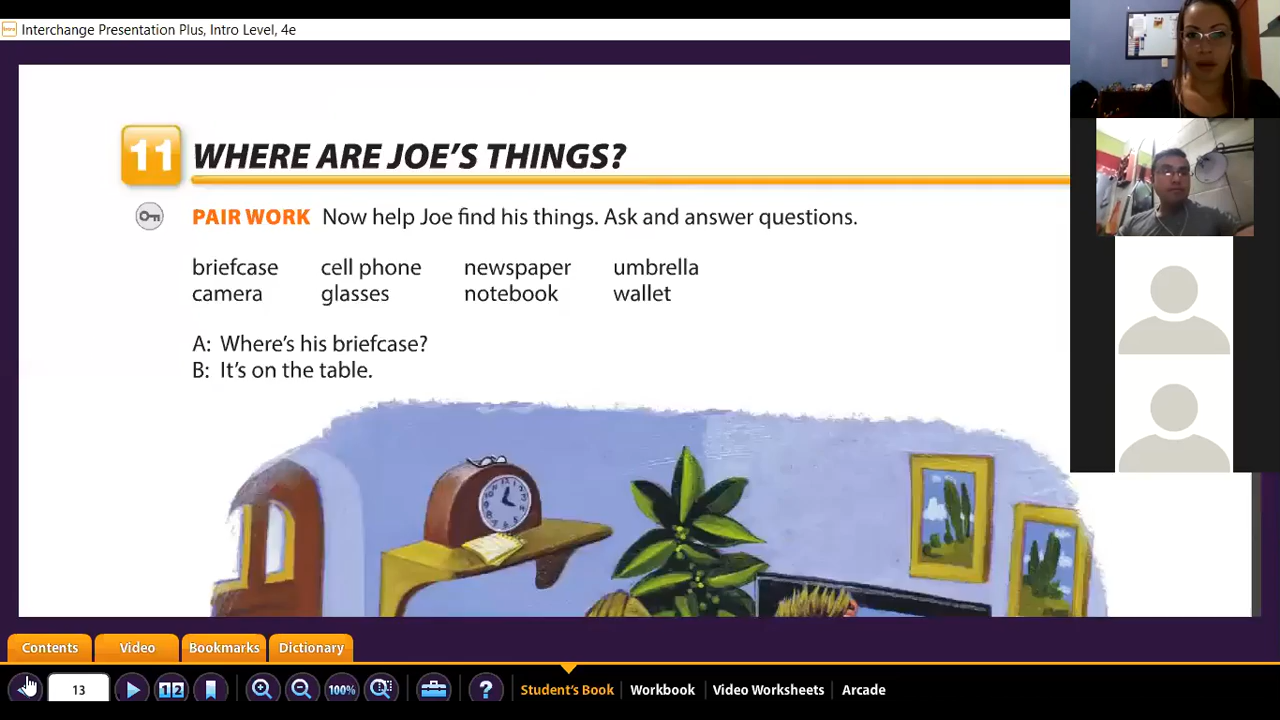 Interchange Presentation Plus, Intro Level, 4e
11 WHERE ARE JOE'S THINGS?
PAIR WORK Now help Joe find his things. Ask and answer questions.
briefcase cell phone newspaper umbrella
camera glasses notebook wallet
A: Where's his briefcase?
B: It's on the table.
Contents Video Bookmarks Dictionary
13 1 2 100% ? Student's Book Workbook Video Worksheets Arcade